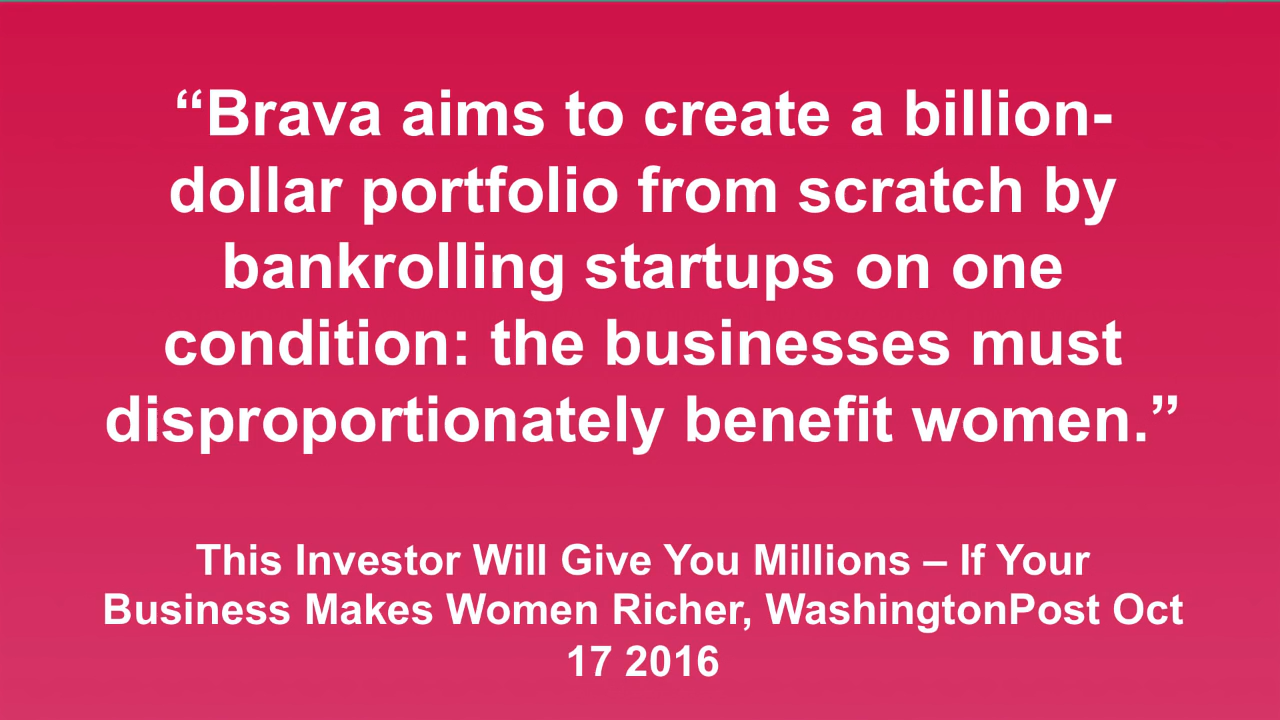 “Brava aims to create a billion-
dollar portfolio from scratch by
bankrolling startups on one
condition: the businesses must
disproportionately benefit women.”
This Investor Will Give You Millions – If Your
Business Makes Women Richer, WashingtonPost Oct
17 2016